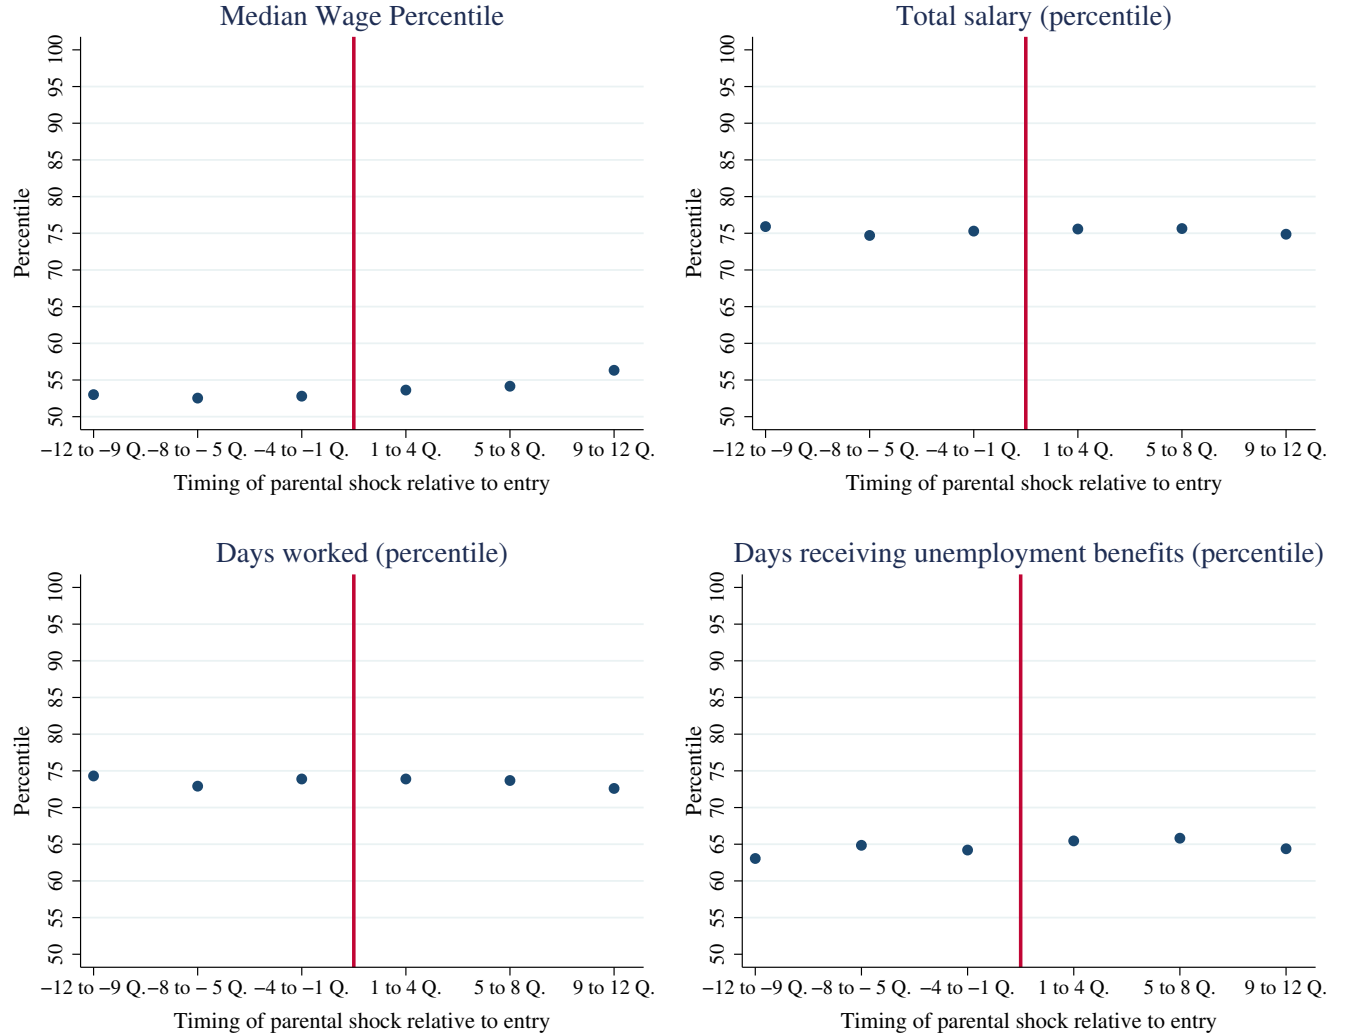 Median Wage Percentile
Percentile
100
95
90
85
80
75
70
65
60
55
50
−12 to −9 Q. −8 to − 5 Q. −4 to −1 Q. 1 to 4 Q. 5 to 8 Q. 9 to 12 Q.
Timing of parental shock relative to entry
Total salary (percentile)
Percentile
100
95
90
85
80
75
70
65
60
55
50
−12 to −9 Q. −8 to − 5 Q. −4 to −1 Q. 1 to 4 Q. 5 to 8 Q. 9 to 12 Q.
Timing of parental shock relative to entry
Days worked (percentile)
Percentile
100
95
90
85
80
75
70
65
60
55
50
−12 to −9 Q. −8 to − 5 Q. −4 to −1 Q. 1 to 4 Q. 5 to 8 Q. 9 to 12 Q.
Timing of parental shock relative to entry
Days receiving unemployment benefits (percentile)
Percentile
100
95
90
85
80
75
70
65
60
55
50
−12 to −9 Q. −8 to − 5 Q. −4 to −1 Q. 1 to 4 Q. 5 to 8 Q. 9 to 12 Q.
Timing of parental shock relative to entry